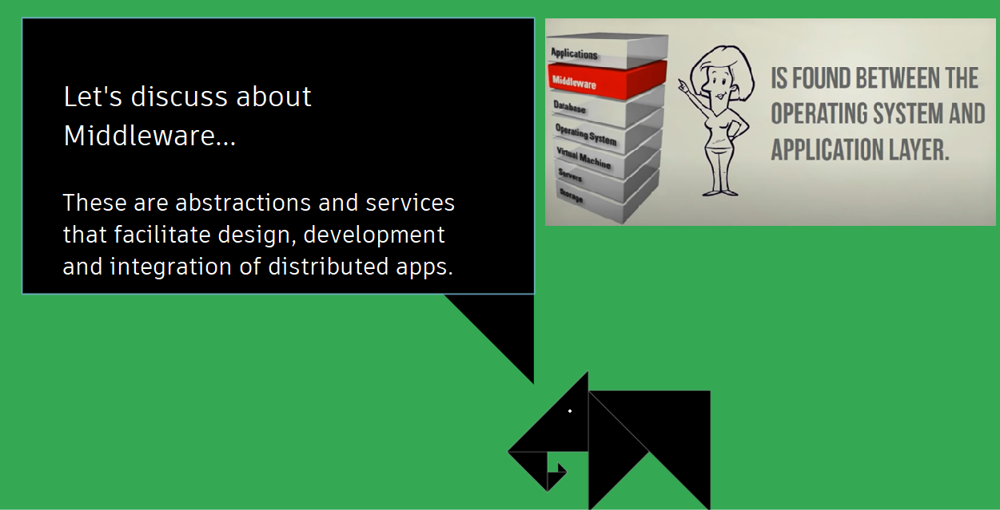 Let's discuss about
Middleware...
These are abstractions and services
that facilitate design, development
and integration of distributed apps.
Applications
Middleware
Database
Operating System
Virtual Machine
Servers
Storage
IS FOUND BETWEEN THE
OPERATING SYSTEM AND
APPLICATION LAYER.